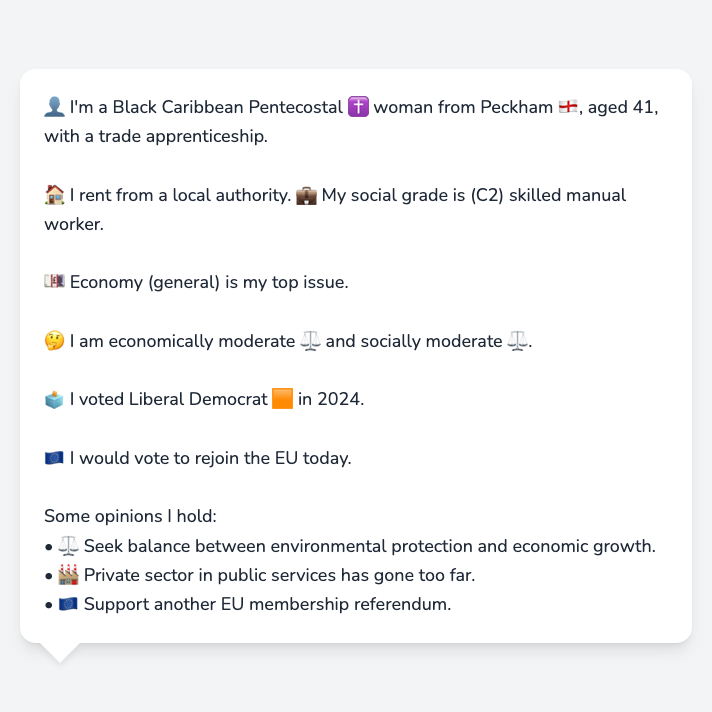 👤 I'm a Black Caribbean Pentecostal ✝️ woman from Peckham 🏴󠁧󠁢󠁥󠁮󠁧󠁿, aged 41,
with a trade apprenticeship.
🏠 I rent from a local authority. 💼 My social grade is (C2) skilled manual
worker.
💷 Economy (general) is my top issue.
🤔 I am economically moderate ⚖️ and socially moderate ⚖️.
🗳️ I voted Liberal Democrat 🟧 in 2024.
🇪🇺 I would vote to rejoin the EU today.
Some opinions I hold:
• ⚖️ Seek balance between environmental protection and economic growth.
• 🏭 Private sector in public services has gone too far.
• 🇪🇺 Support another EU membership referendum.